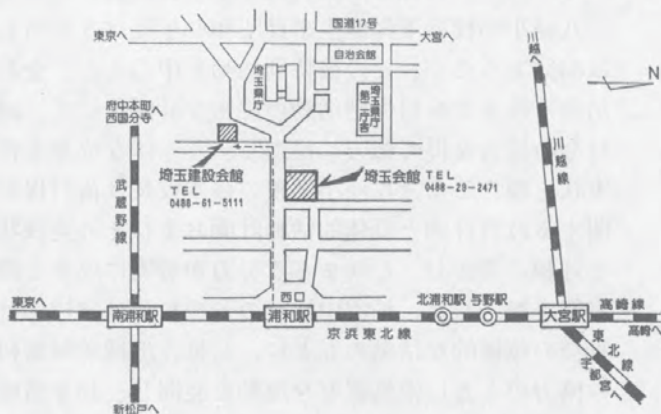 国道17号
東京へ
大宮へ
自治会館
川越へ
N
埼玉県庁
埼玉県庁第二庁舎
府中本町
西国分寺へ
川越線
埼玉建設会館
TEL
0488-61-5111
埼玉会館 TEL
0488-29-2471
武蔵野線
西口
北浦和駅 与野駅
東京へ
南浦和駅
浦和駅
大宮駅
高崎線
高崎へ
京浜東北線
東北線
宇都宮へ
新松戸へ